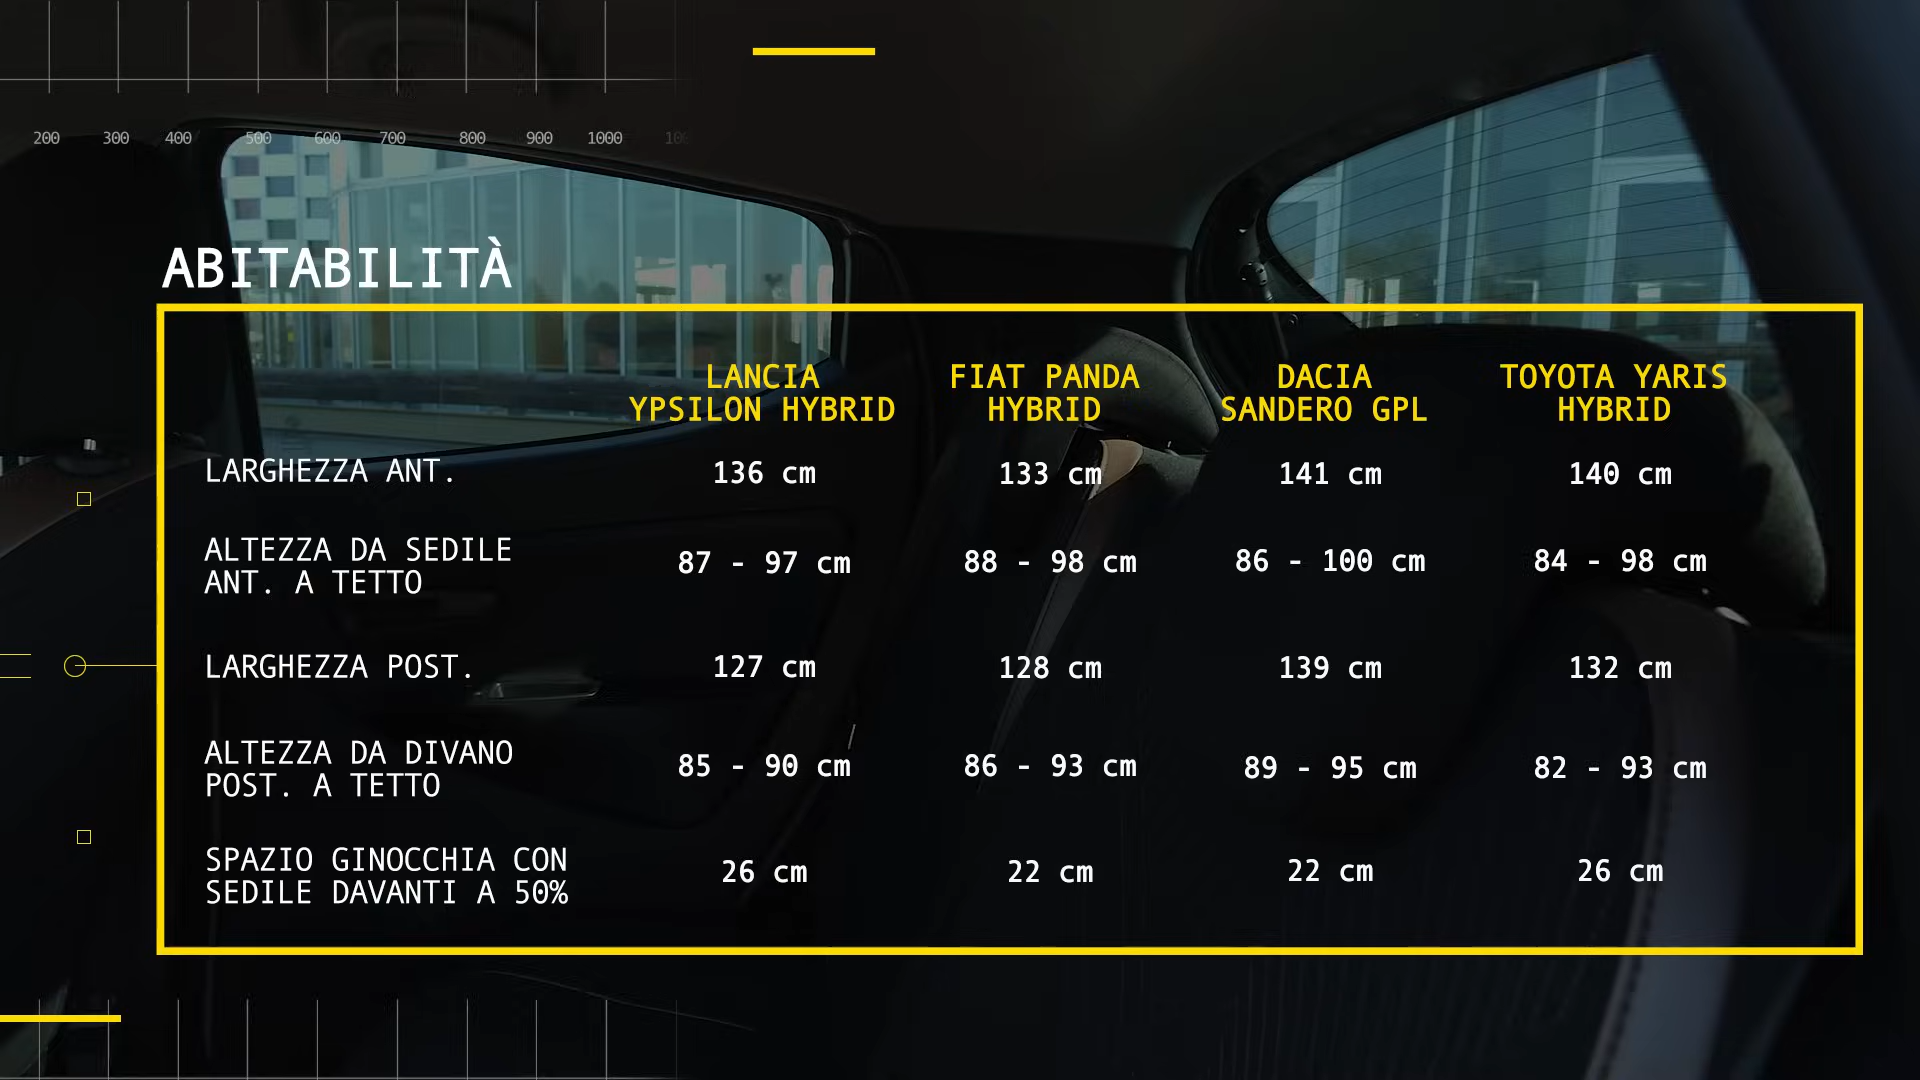 200 300 400 500 600 700 800 900 1000
ABITABILITÀ
LANCIA YPSILON HYBRID
FIAT PANDA HYBRID
DACIA SANDERO GPL
TOYOTA YARIS HYBRID
LARGHEZZA ANT. 136 cm 133 cm 141 cm 140 cm
ALTEZZA DA SEDILE
ANT. A TETTO 87 - 97 cm 88 - 98 cm 86 - 100 cm 84 - 98 cm
LARGHEZZA POST. 127 cm 128 cm 139 cm 132 cm
ALTEZZA DA DIVANO
POST. A TETTO 85 - 90 cm 86 - 93 cm 89 - 95 cm 82 - 93 cm
SPAZIO GINOCCHIA CON
SEDILE DAVANTI A 50% 26 cm 22 cm 22 cm 26 cm